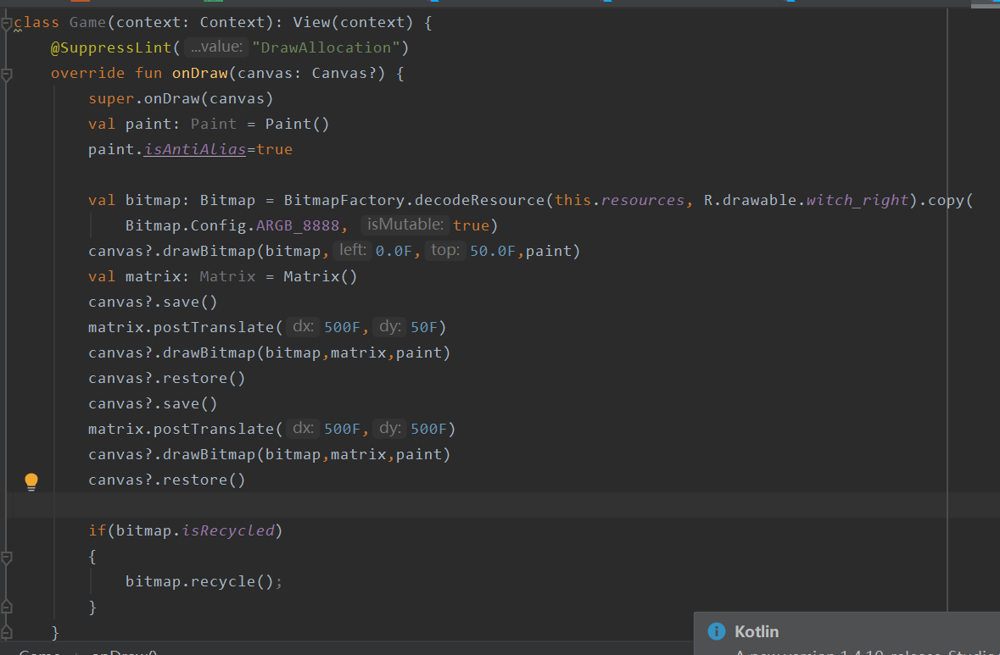 class Game(context: Context): View(context) {
@SuppressLint( ...value: "DrawAllocation")
override fun onDraw(canvas: Canvas?) {
super.onDraw(canvas)
val paint: Paint = Paint()
paint.isAntiAlias=true
val bitmap: Bitmap = BitmapFactory.decodeResource(this.resources, R.drawable.witch_right).copy(
Bitmap.Config.ARGB_8888, isMutable: true)
canvas?.drawBitmap(bitmap, left: 0.0F, top: 50.0F,paint)
val matrix: Matrix = Matrix()
canvas?.save()
matrix.postTranslate( dx: 500F, dy: 50F)
canvas?.drawBitmap(bitmap,matrix,paint)
canvas?.restore()
canvas?.save()
matrix.postTranslate( dx: 500F, dy: 500F)
canvas?.drawBitmap(bitmap,matrix,paint)
canvas?.restore()
if(bitmap.isRecycled)
{
bitmap.recycle();
}
}
Kotlin
A new version 1.4.10-release-Studio
Game onDraw()